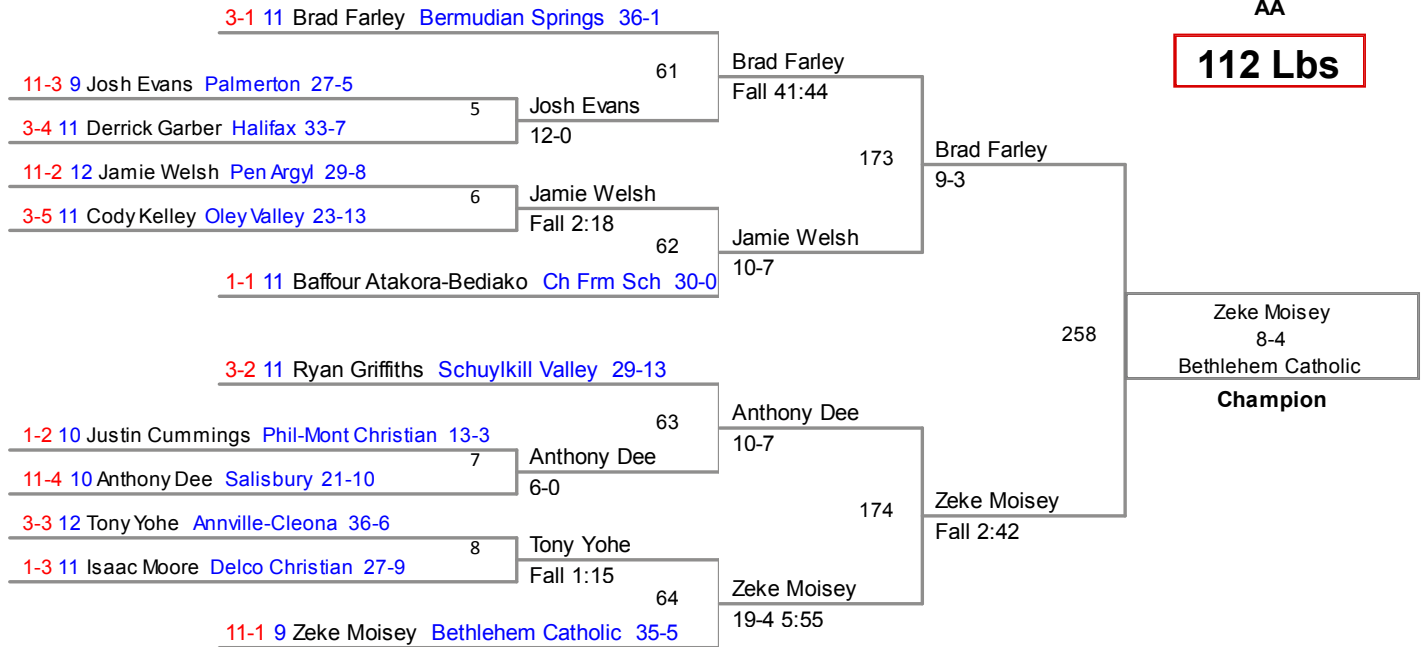 AA
112 Lbs
3-1 11 Brad Farley Bermudian Springs 36-1
61
Brad Farley
Fall 41:44
11-3 9 Josh Evans Palmerton 27-5
5
Josh Evans
12-0
3-4 11 Derrick Garber Halifax 33-7
173
Brad Farley
9-3
11-2 12 Jamie Welsh Pen Argyl 29-8
6
Jamie Welsh
Fall 2:18
3-5 11 Cody Kelley Oley Valley 23-13
62
Jamie Welsh
10-7
1-1 11 Baffour Atakora-Bediako Ch Frm Sch 30-0
258
Zeke Moisey
8-4
Bethlehem Catholic
Champion
3-2 11 Ryan Griffiths Schuylkill Valley 29-13
63
Anthony Dee
10-7
1-2 10 Justin Cummings Phil-Mont Christian 13-3
7
Anthony Dee
6-0
11-4 10 Anthony Dee Salisbury 21-10
174
Zeke Moisey
Fall 2:42
3-3 12 Tony Yohe Annville-Cleona 36-6
8
Tony Yohe
Fall 1:15
1-3 11 Isaac Moore Delco Christian 27-9
64
Zeke Moisey
19-4 5:55
11-1 9 Zeke Moisey Bethlehem Catholic 35-5